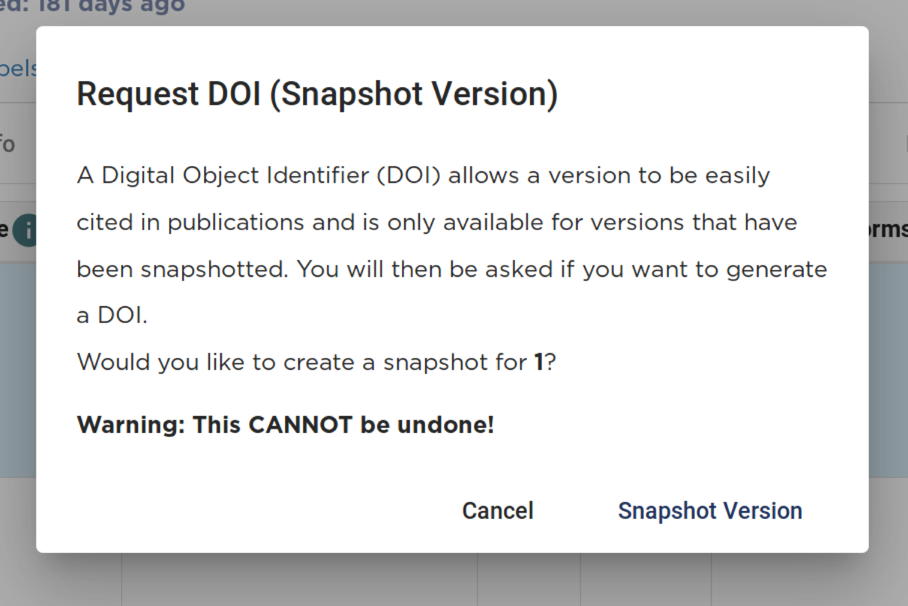 ed: 181 days ago
Request DOI (Snapshot Version)
A Digital Object Identifier (DOI) allows a version to be easily
cited in publications and is only available for versions that have
been snapshotted. You will then be asked if you want to generate
a DOI.
Would you like to create a snapshot for 1?
Warning: This CANNOT be undone!
Cancel Snapshot Version